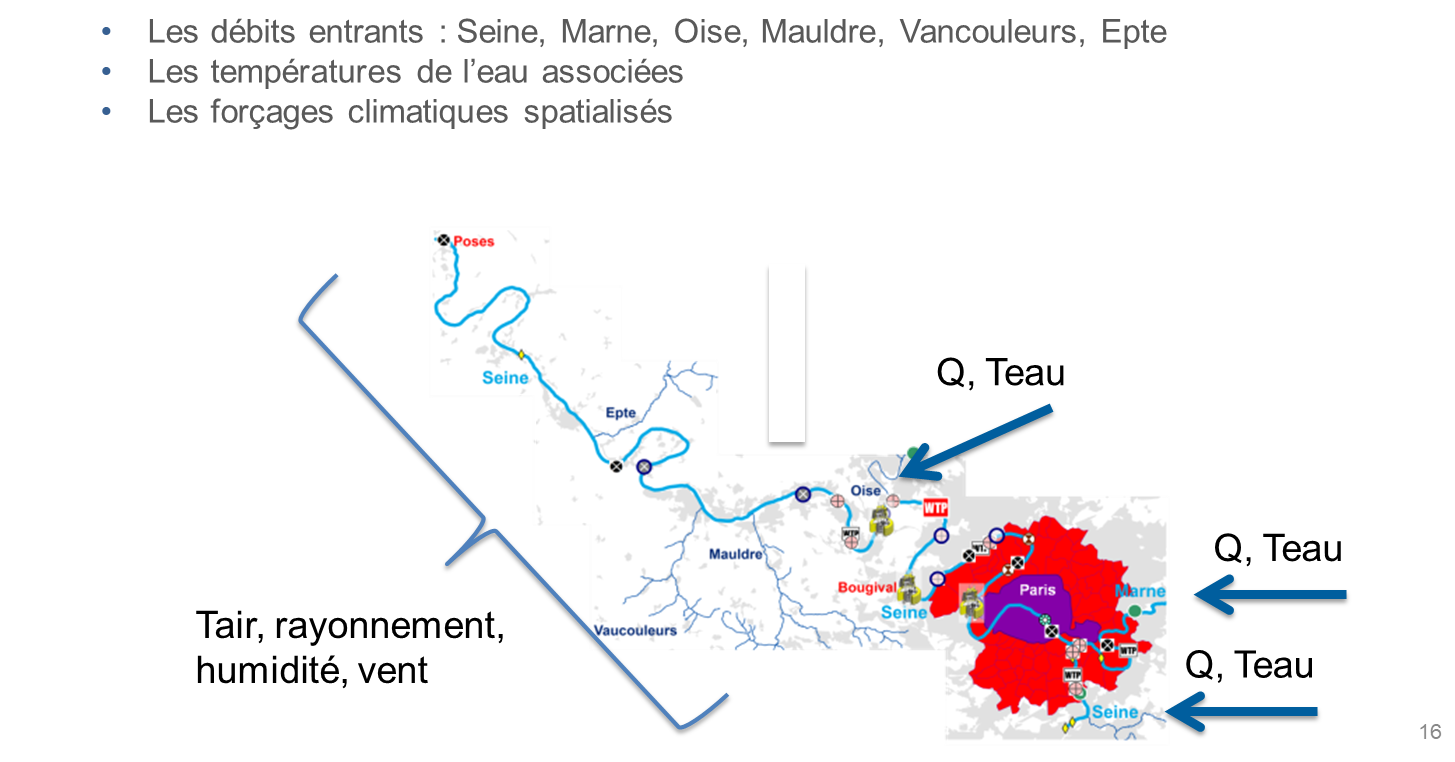 • Les débits entrants : Seine, Marne, Oise, Mauldre, Vancouleurs, Epte
• Les températures de l’eau associées
• Les forçages climatiques spatialisés
Poses
Seine
Epte
Q, Teau
Oise
WTP
WTP
Mauldre
Bougival
Seine
Paris
Marne
Q, Teau
Vaucouleurs
Tair, rayonnement,
humidité, vent
WTP
WTP
Q, Teau
Seine
16